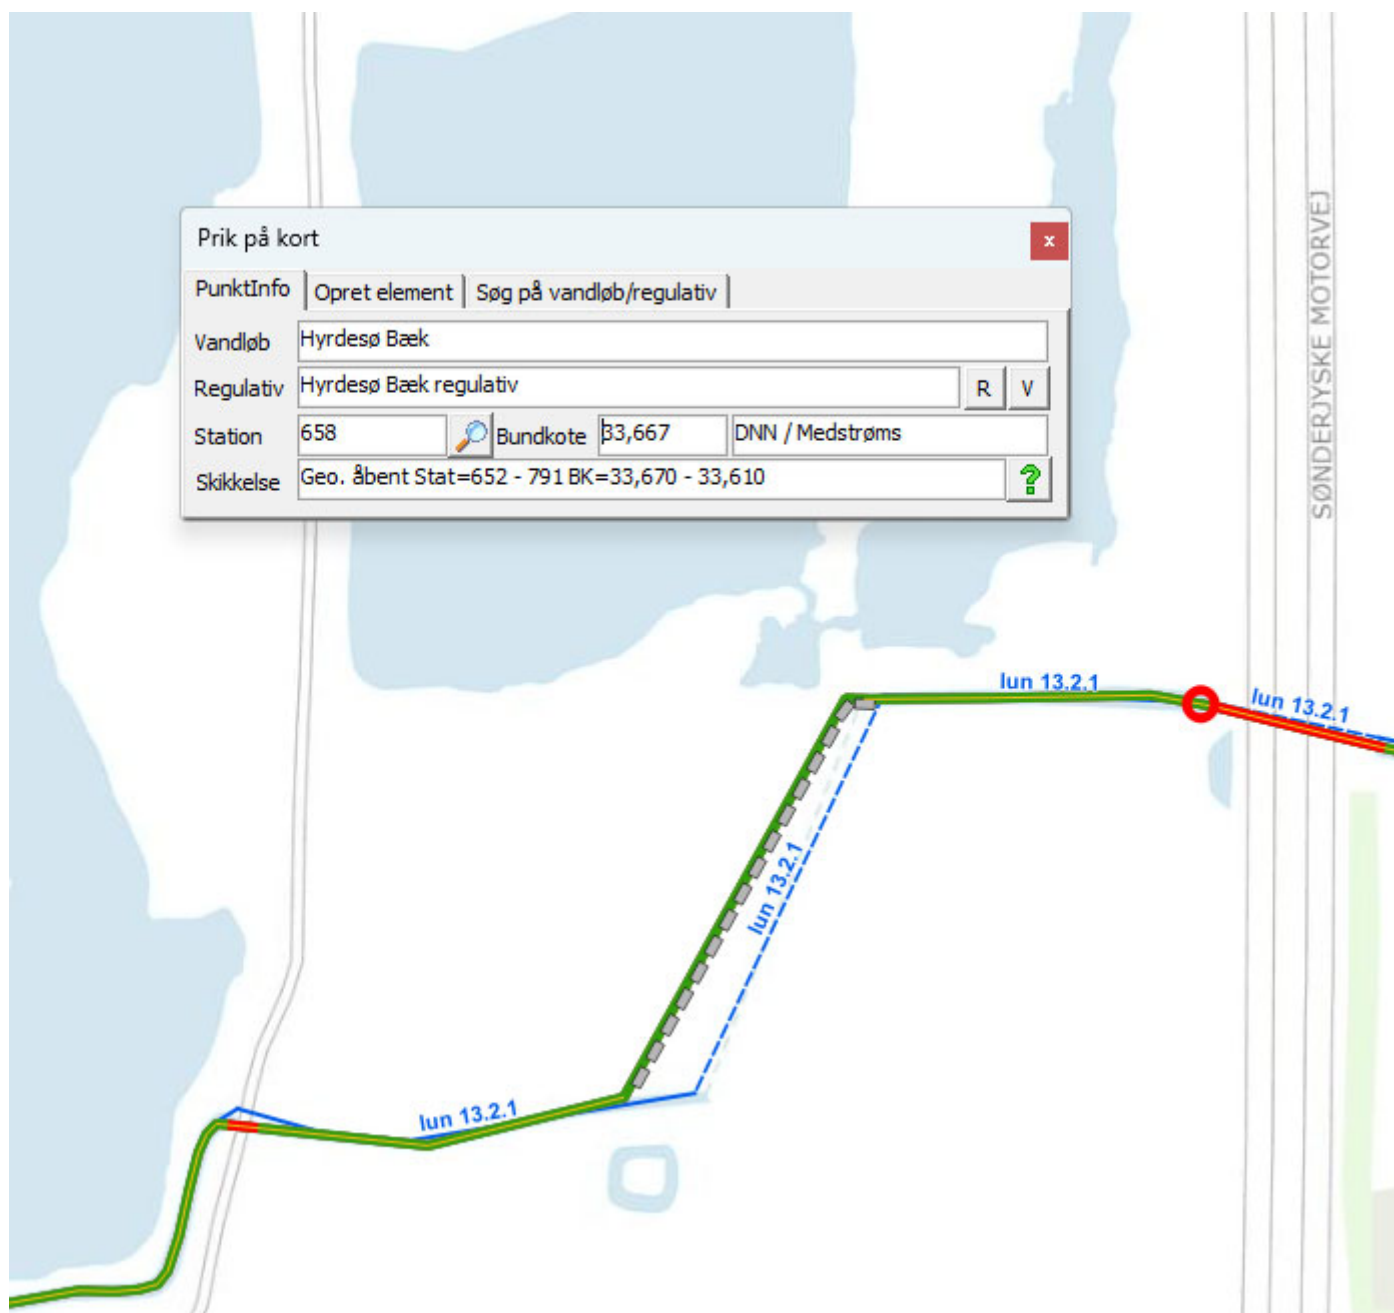 Prik på kort
x
PunktInfo Opret element Søg på vandløb/regulativ
Vandløb Hyrdesø Bæk
Regulativ Hyrdesø Bæk regulativ R V
Station 658 Bundkote 33,667 DNN / Medstrøms
Skikkelse Geo. åbent Stat=652 - 791 BK=33,670 - 33,610 ?
SØNDERJYSKE MOTORVEJ
lun 13.2.1
lun 13.2.1
lun 13.2.1
lun 13.2.1